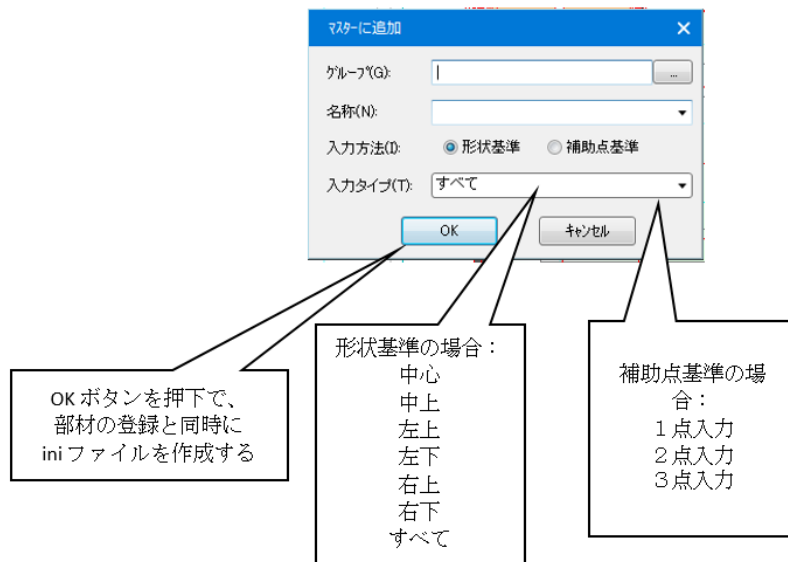 ﾏｽﾀｰに追加
ｸﾞﾙｰﾌﾟ(G):
...
名称(N):
入力方法(I):
形状基準
補助点基準
入力タイプ(T):
すべて
OK
ｷｬﾝｾﾙ
OK ボタンを押下で、
部材の登録と同時に
ini ファイルを作成する
形状基準の場合：
中心
中上
左上
左下
右上
右下
すべて
補助点基準の場
合：
１点入力
２点入力
３点入力